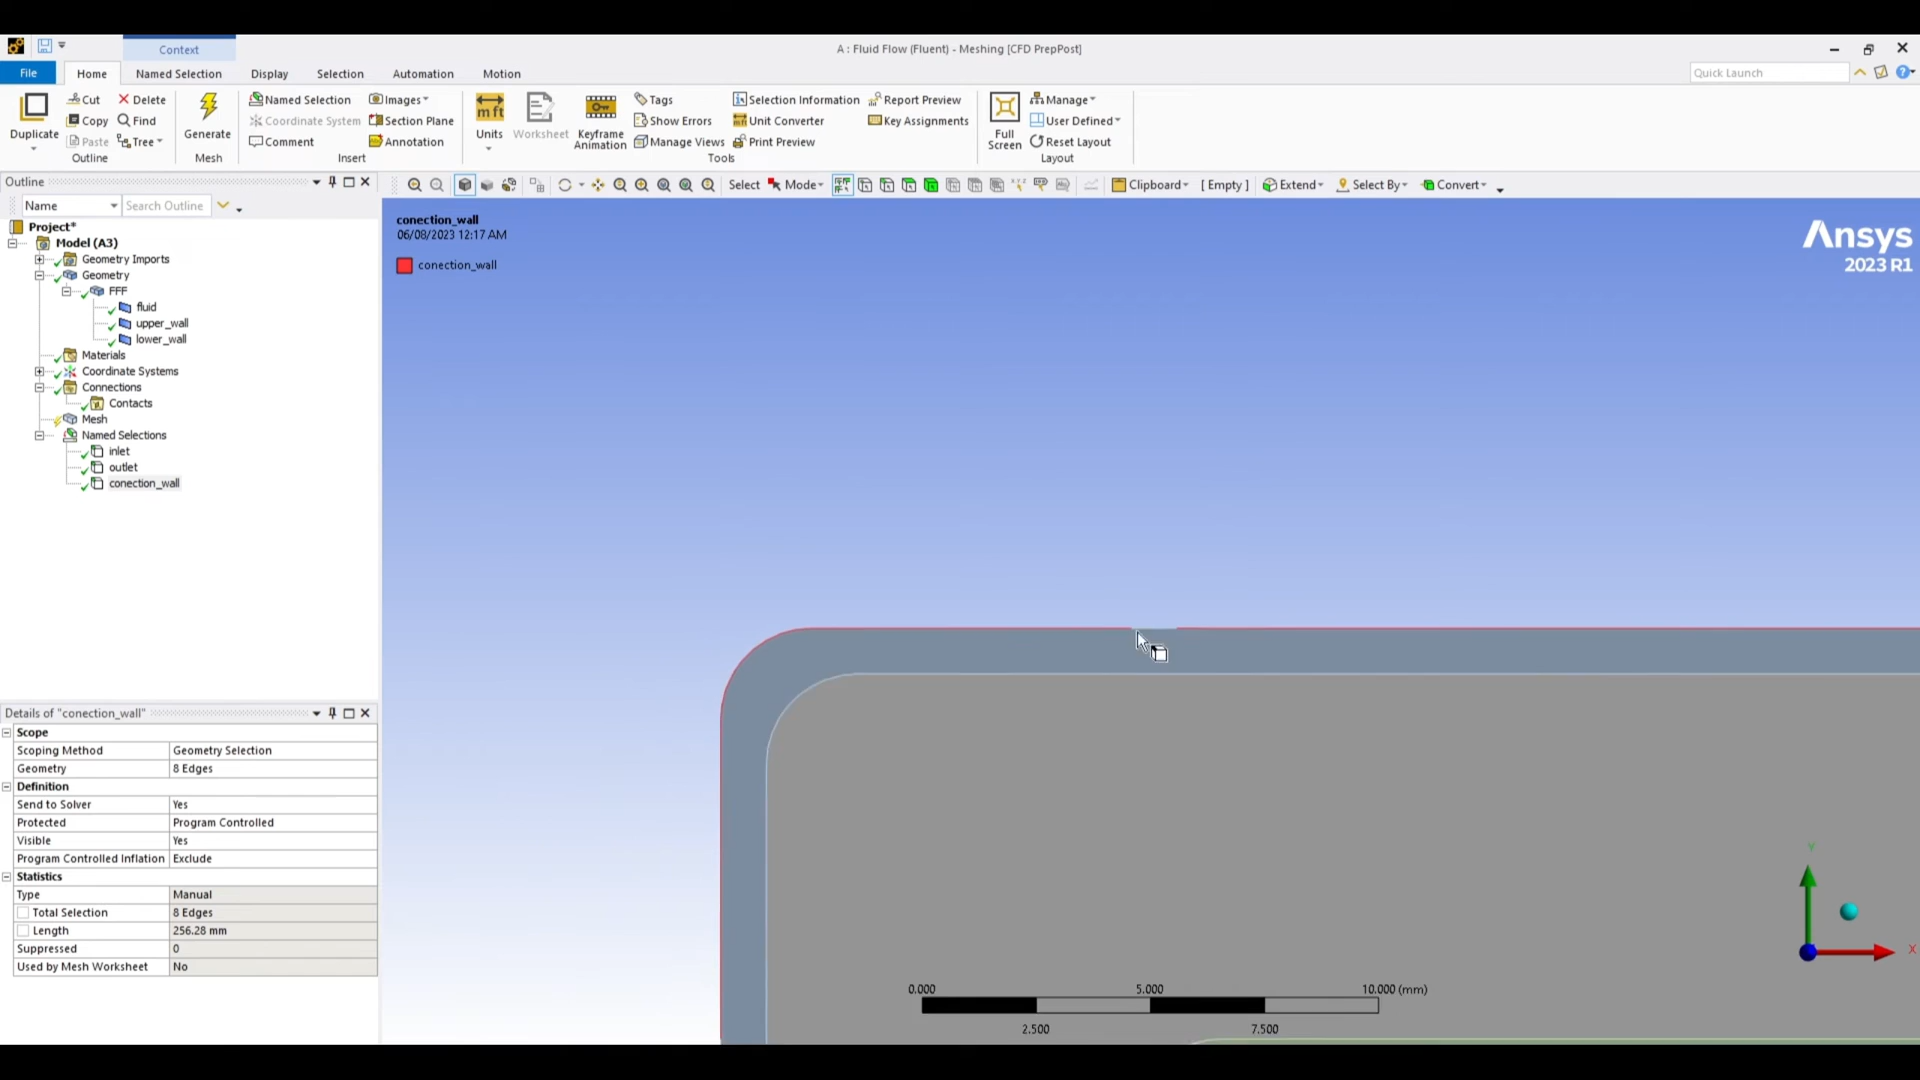 Context
A : Fluid Flow (Fluent) - Meshing [CFD PrepPost]
File
Home
Named Selection
Display
Selection
Automation
Motion
Quick Launch
Duplicate
Cut
Copy
Paste
Delete
Find
Tree
Outline
Generate
Mesh
Named Selection
Coordinate System
Comment
Images
Section Plane
Annotation
Insert
Units
Worksheet
Keyframe
Animation
Tags
Show Errors
Manage Views
Selection Information
Unit Converter
Print Preview
Report Preview
Key Assignments
Tools
Full
Screen
Manage
User Defined
Reset Layout
Layout
Outline
Name
Search Outline
Select
Mode
Clipboard
[ Empty ]
Extend
Select By
Convert
Project*
Model (A3)
Geometry Imports
Geometry
FFF
fluid
upper_wall
lower_wall
Materials
Coordinate Systems
Connections
Contacts
Mesh
Named Selections
inlet
outlet
conection_wall
conection_wall
06/08/2023 12:17 AM
conection_wall
Ansys
2023 R1
Details of "conection_wall"
Scope
Scoping Method Geometry Selection
Geometry 8 Edges
Definition
Send to Solver Yes
Protected Program Controlled
Visible Yes
Program Controlled Inflation Exclude
Statistics
Type Manual
Total Selection 8 Edges
Length 256.28 mm
Suppressed 0
Used by Mesh Worksheet No
0.000 5.000 10.000 (mm)
2.500 7.500
Y
X